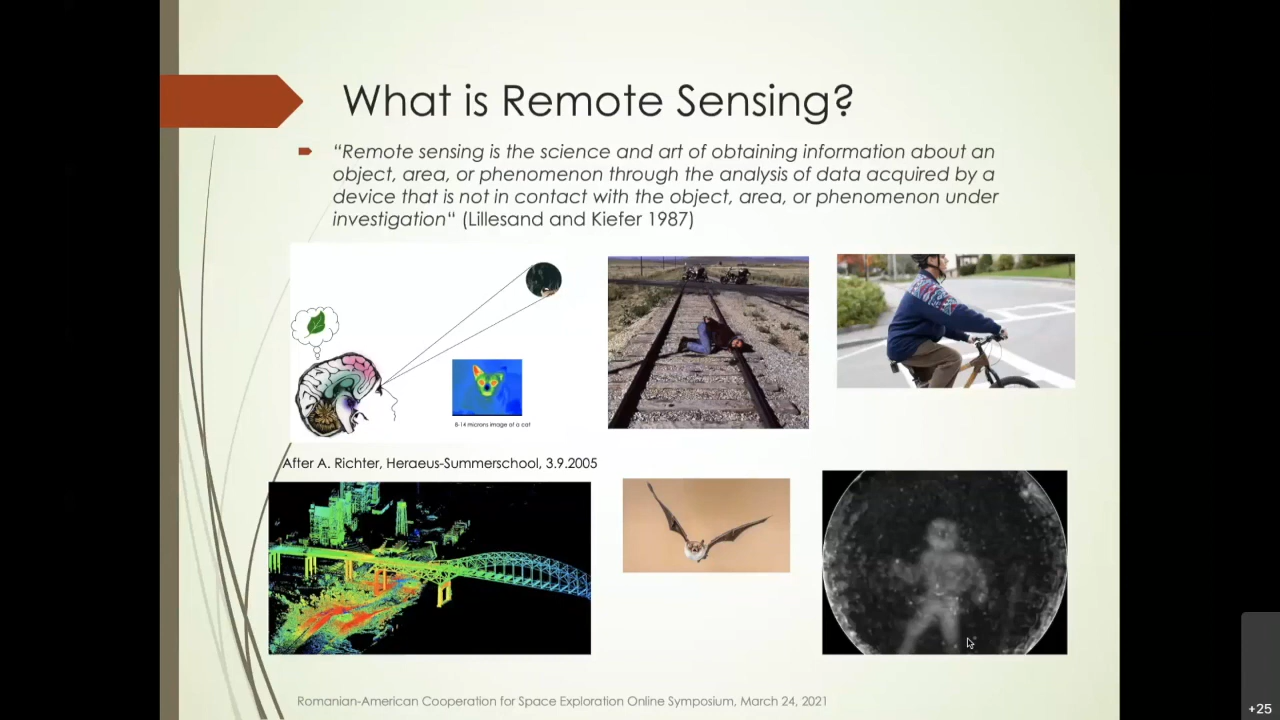 What is Remote Sensing?
“Remote sensing is the science and art of obtaining information about an
object, area, or phenomenon through the analysis of data acquired by a
device that is not in contact with the object, area, or phenomenon under
investigation“ (Lillesand and Kiefer 1987)
8-14 microns image of a cat
After A. Richter, Heraeus-Summerschool, 3.9.2005
Romanian-American Cooperation for Space Exploration Online Symposium, March 24, 2021
+25